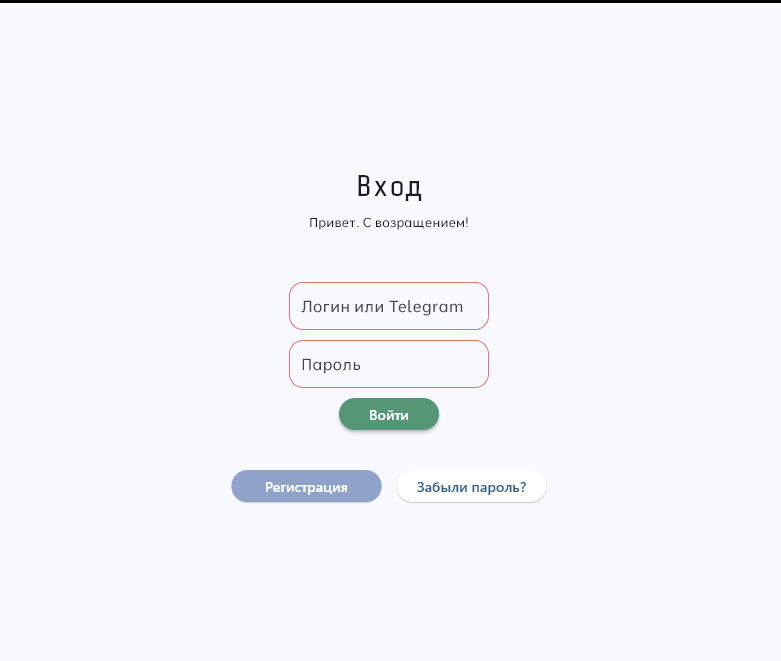 Вход
Привет. С возращением!
Логин или Telegram
Пароль
Войти
Регистрация
Забыли пароль?